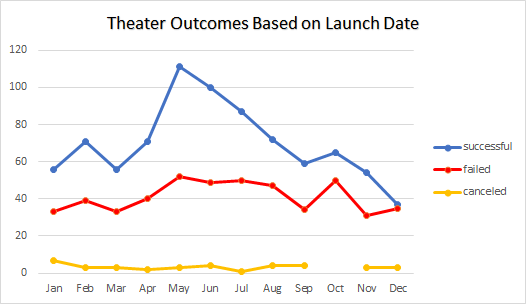 Theater Outcomes Based on Launch Date
120
100
80
60
40
20
0
Jan Feb Mar Apr May Jun Jul Aug Sep Oct Nov Dec
successful
failed
canceled